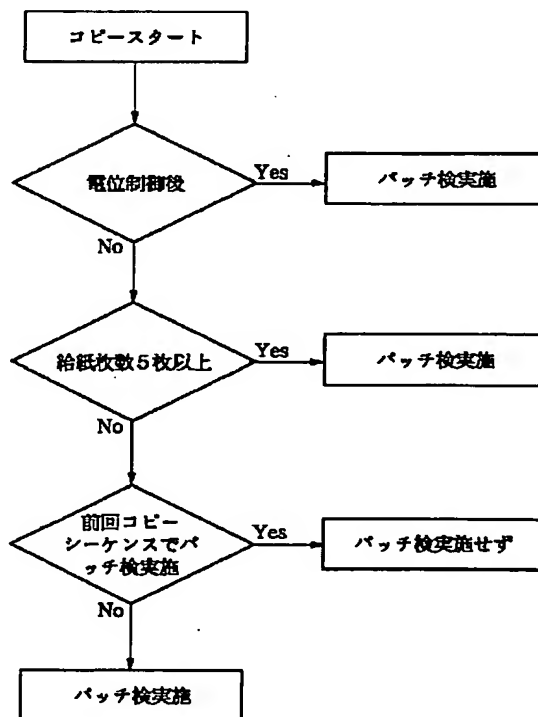 コピースタート
電位制御後
Yes
パッチ検実施
No
給紙枚数5枚以上
Yes
パッチ検実施
No
前回コピー
シーケンスでパ
ッチ検実施
Yes
パッチ検実施せず
No
パッチ検実施